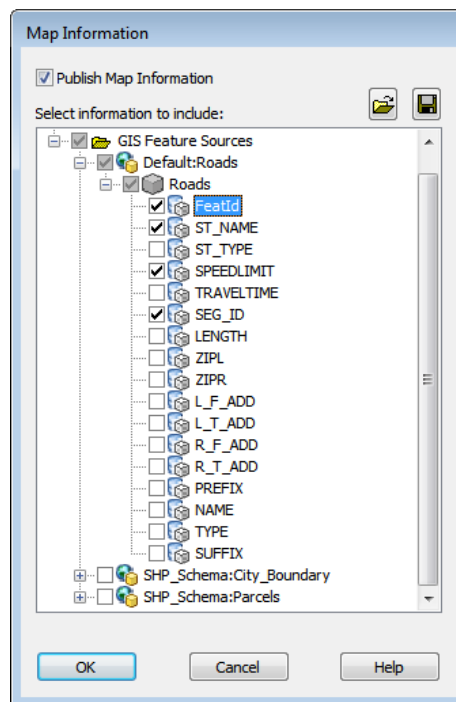 Map Information
Publish Map Information
Select information to include:
GIS Feature Sources
Default:Roads
Roads
FeatId
ST_NAME
ST_TYPE
SPEEDLIMIT
TRAVELTIME
SEG_ID
LENGTH
ZIPL
ZIPR
L_F_ADD
L_T_ADD
R_F_ADD
R_T_ADD
PREFIX
NAME
TYPE
SUFFIX
SHP_Schema:City_Boundary
SHP_Schema:Parcels
OK Cancel Help